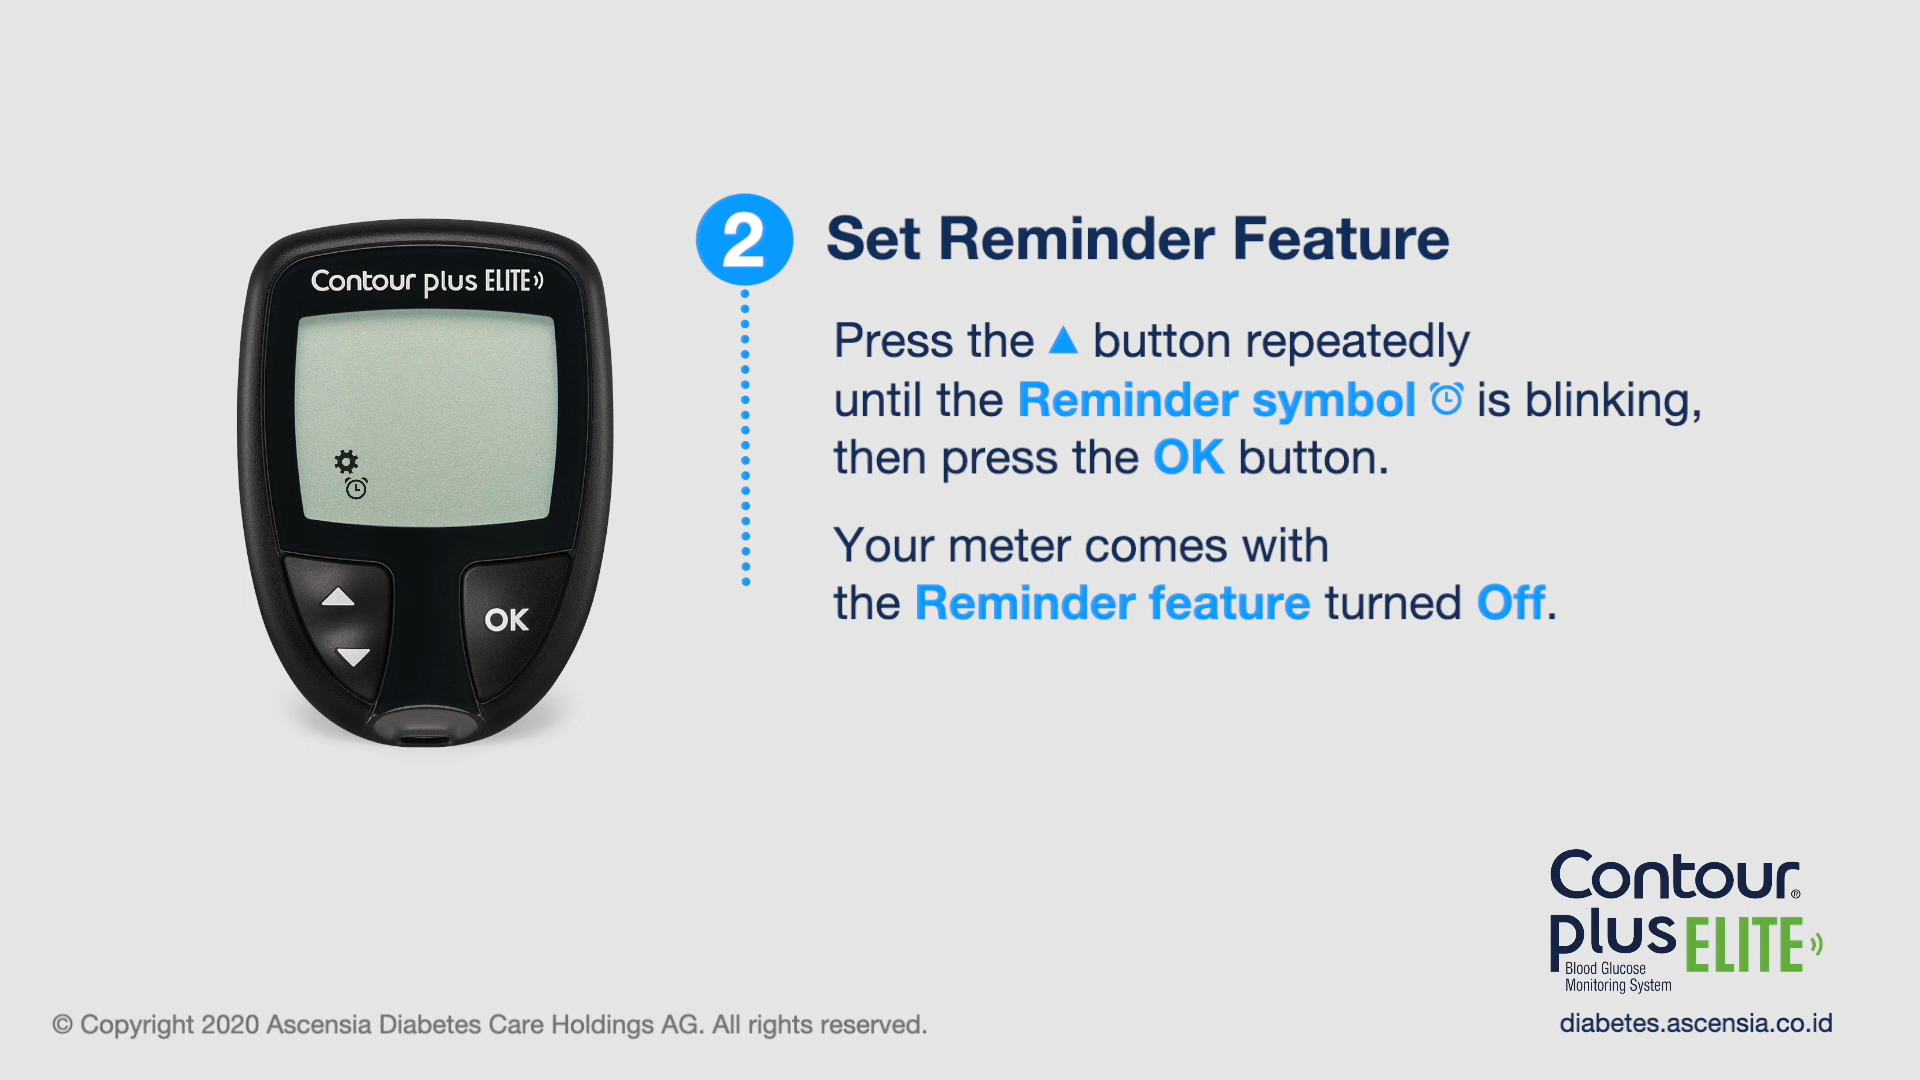 Contour plus ELITE
OK
2
Set Reminder Feature
Press the ▲ button repeatedly
until the Reminder symbol ⏰ is blinking,
then press the OK button.
Your meter comes with
the Reminder feature turned Off.
Contour®
plus ELITE
Blood Glucose
Monitoring System
diabetes.ascensia.co.id
© Copyright 2020 Ascensia Diabetes Care Holdings AG. All rights reserved.